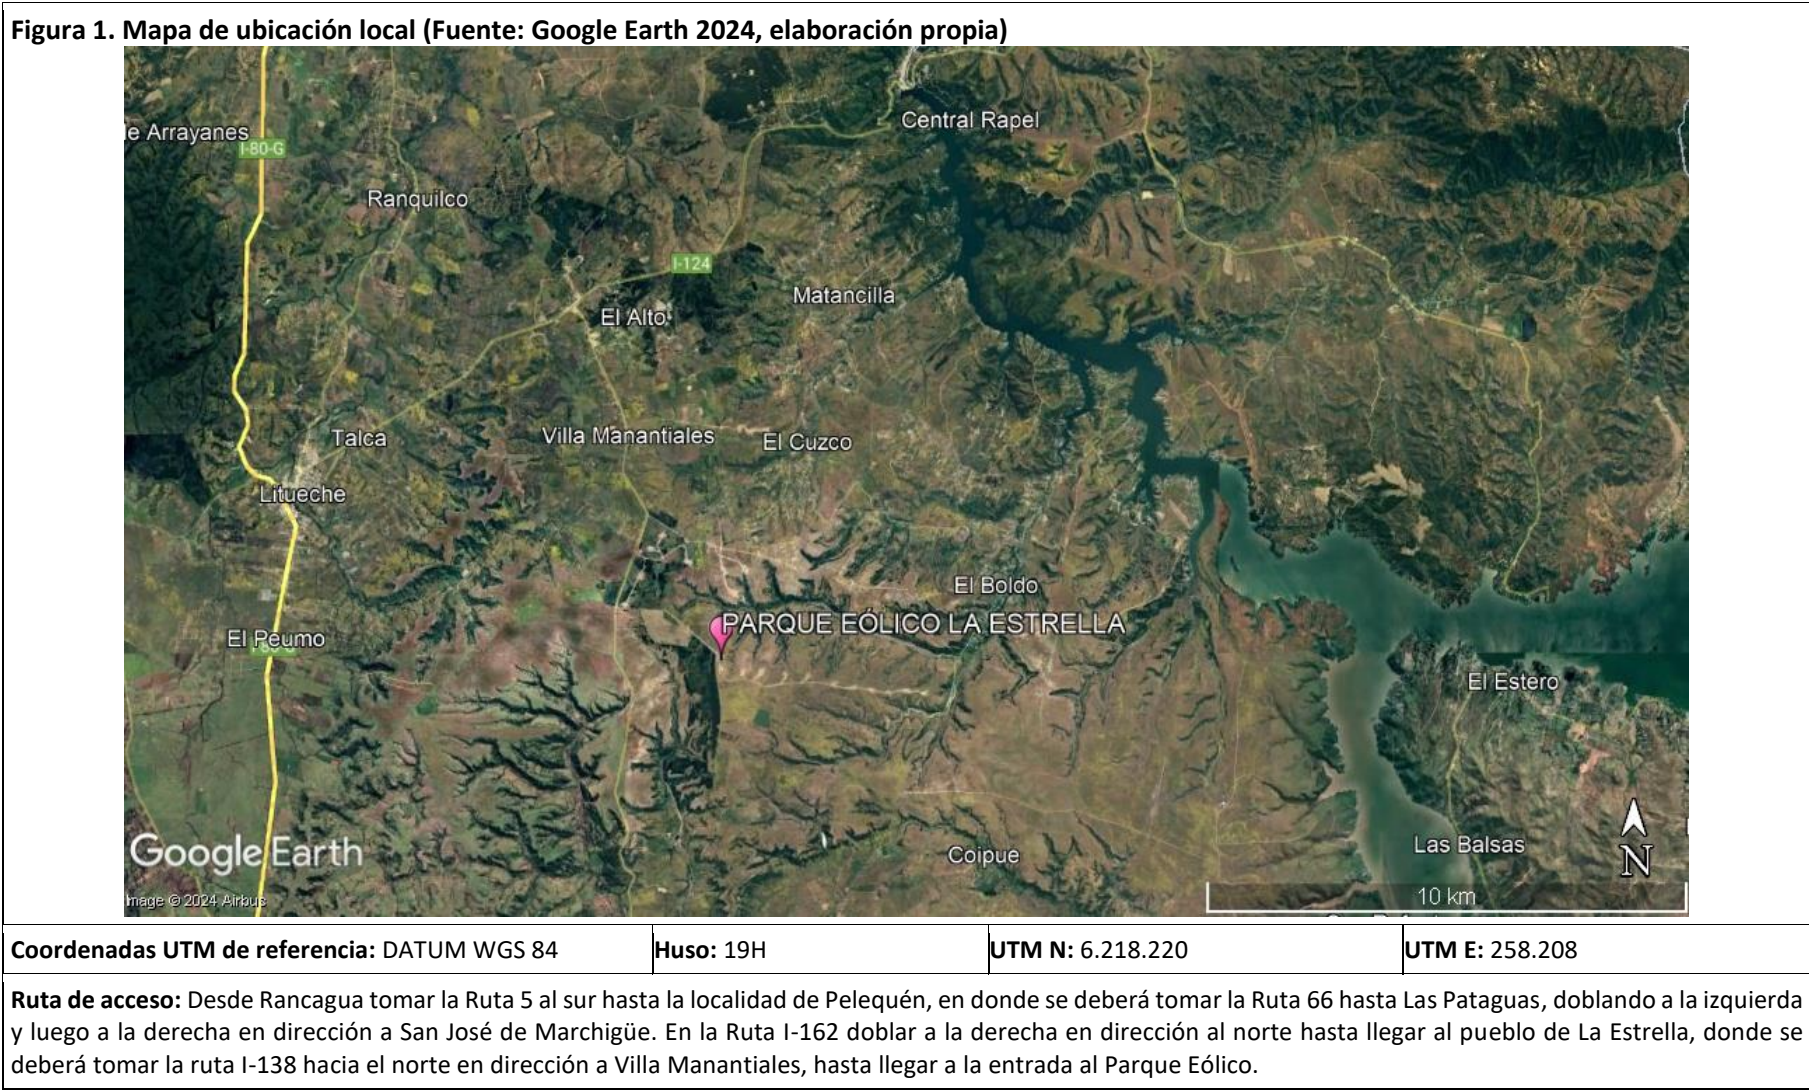 Figura 1. Mapa de ubicación local (Fuente: Google Earth 2024, elaboración propia)
Central Rapel
le Arrayanes
I-80-G
Ranquilco
I-124
Matancilla
El Alto
Talca
Villa Manantiales
El Cuzco
Litueche
El Boldo
PARQUE EÓLICO LA ESTRELLA
El Peumo
El Estero
Las Balsas
N
Coipue
Google Earth
10 km
Image © 2024 Airbus
Coordenadas UTM de referencia: DATUM WGS 84
Huso: 19H
UTM N: 6.218.220
UTM E: 258.208
Ruta de acceso: Desde Rancagua tomar la Ruta 5 al sur hasta la localidad de Pelequén, en donde se deberá tomar la Ruta 66 hasta Las Pataguas, doblando a la izquierda
y luego a la derecha en dirección a San José de Marchigüe. En la Ruta I-162 doblar a la derecha en dirección al norte hasta llegar al pueblo de La Estrella, donde se
deberá tomar la ruta I-138 hacia el norte en dirección a Villa Manantiales, hasta llegar a la entrada al Parque Eólico.